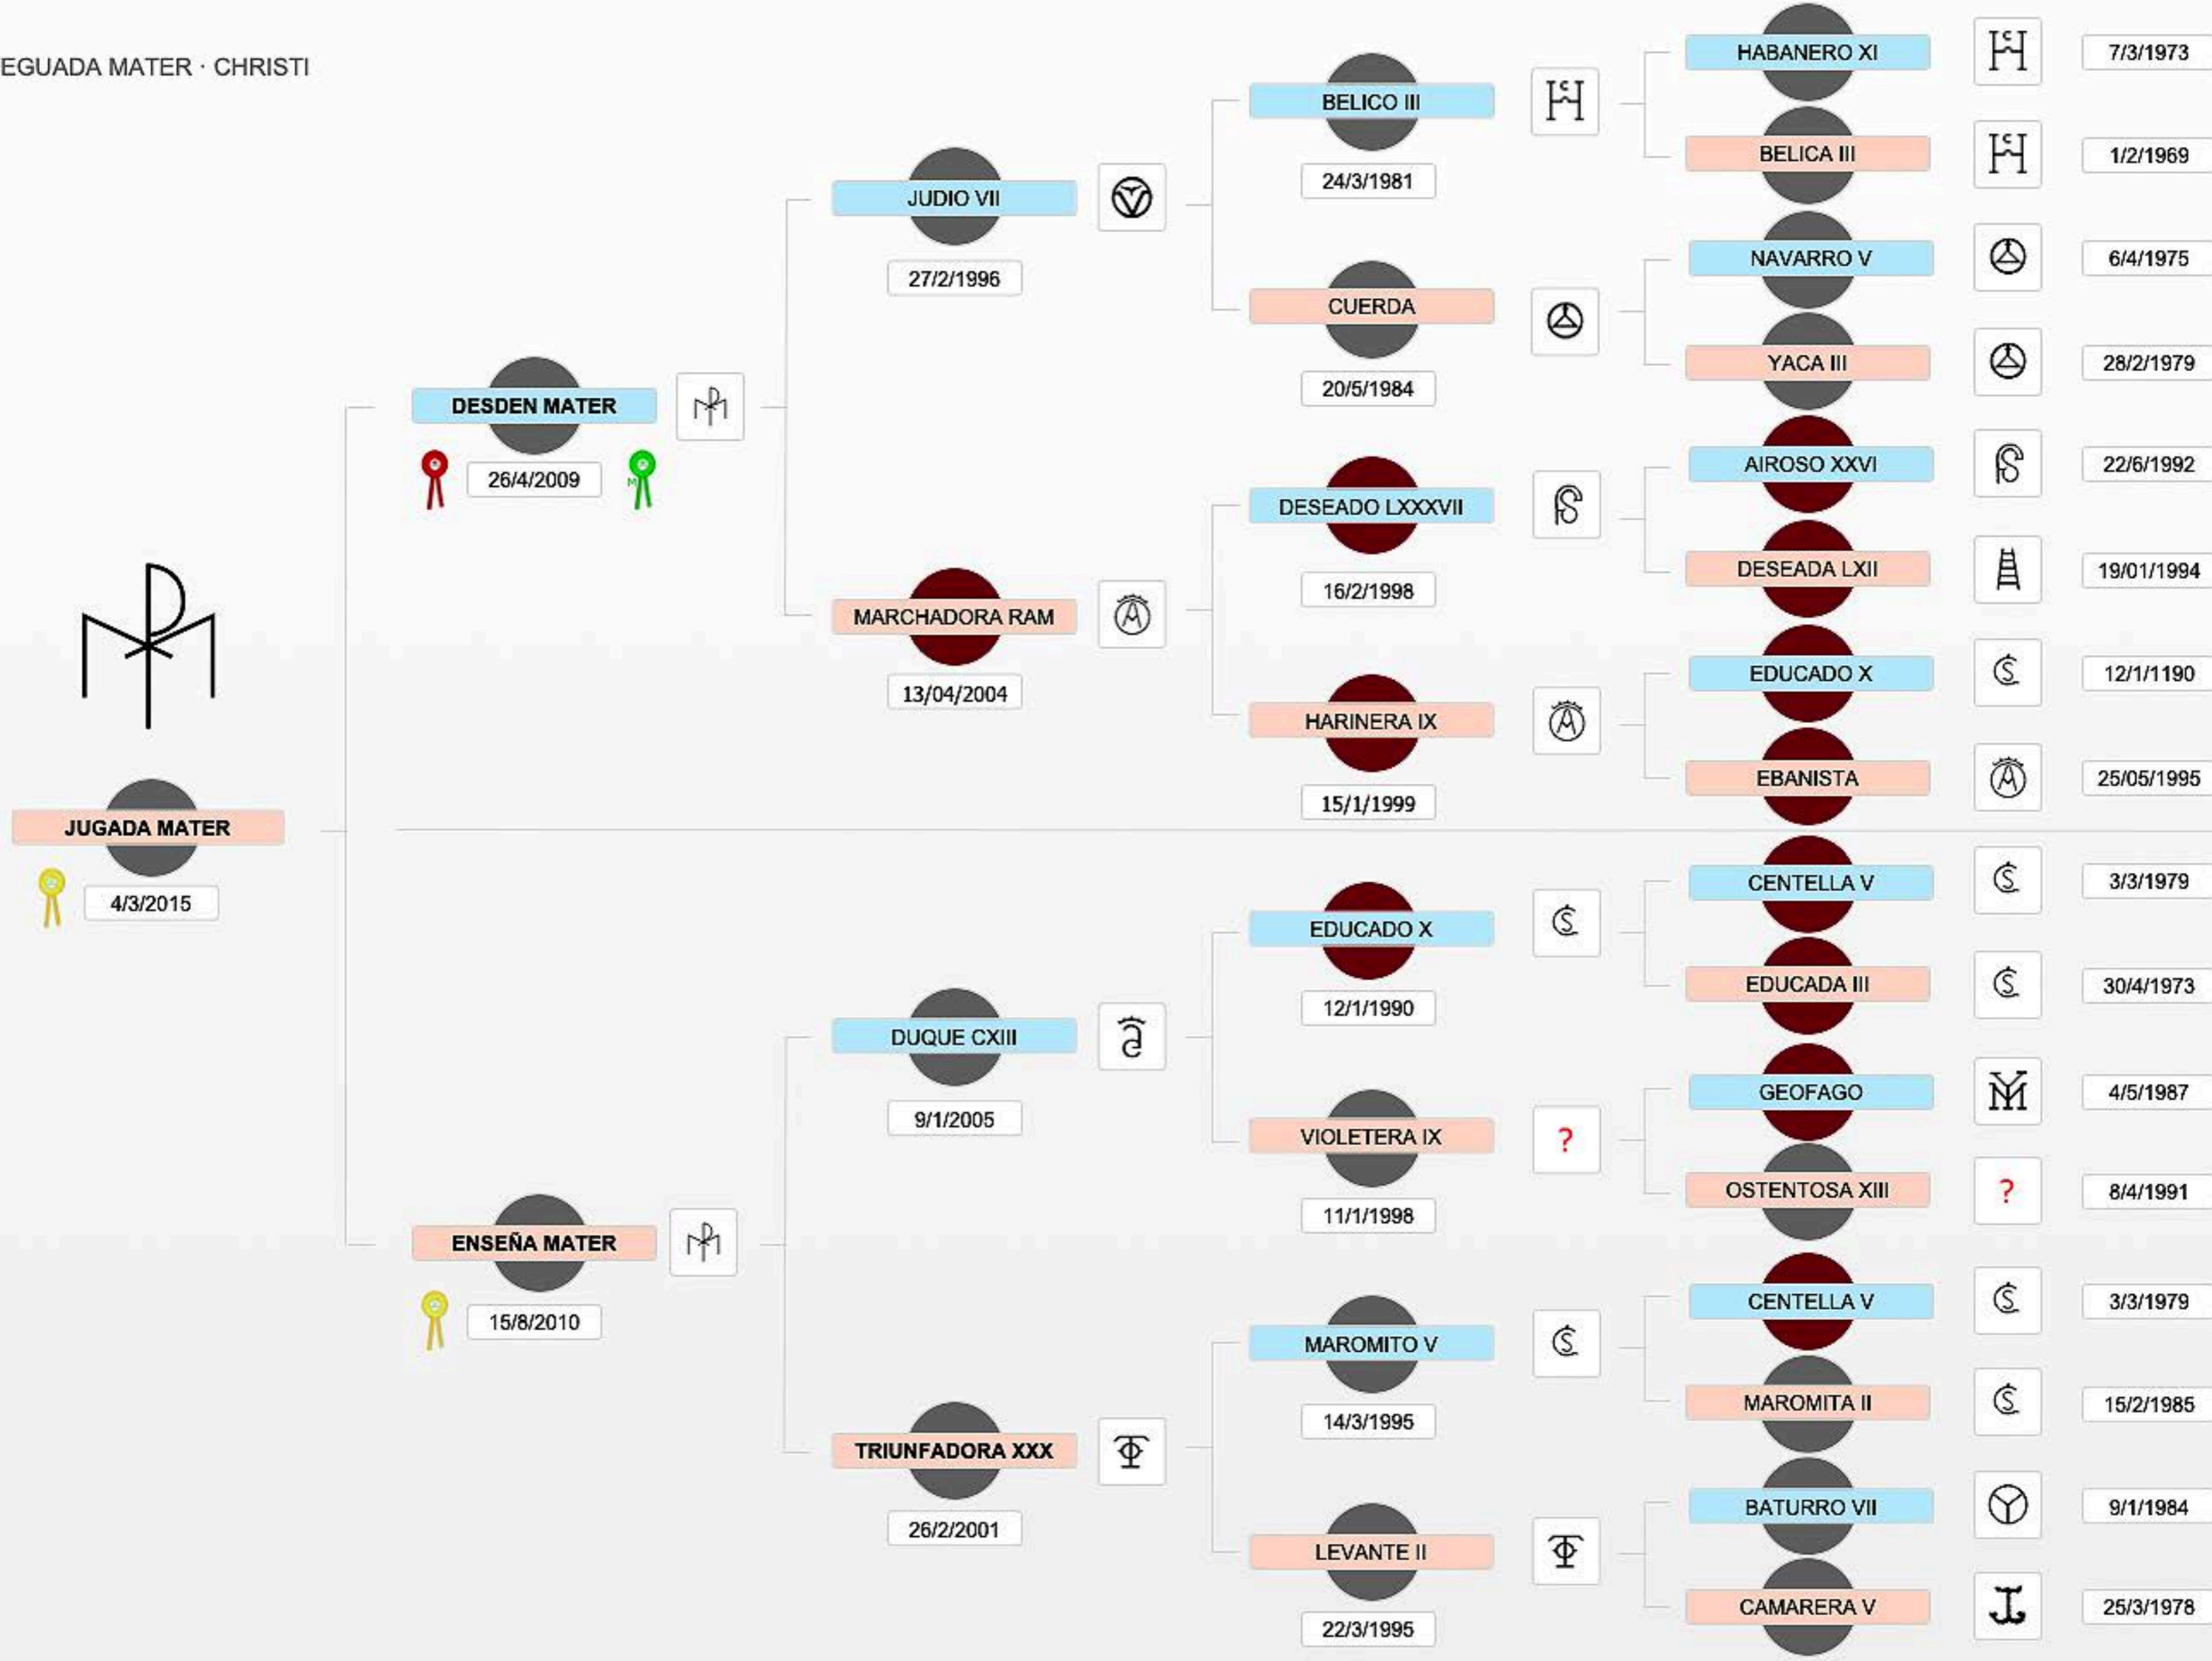 EGUADA MATER · CHRISTI
JUGADA MATER
4/3/2015
DESDEN MATER
26/4/2009
M
ENSEÑA MATER
15/8/2010
JUDIO VII
27/2/1996
MARCHADORA RAM
13/04/2004
DUQUE CXIII
9/1/2005
TRIUNFADORA XXX
26/2/2001
BELICO III
24/3/1981
CUERDA
20/5/1984
DESEADO LXXXVII
16/2/1998
HARINERA IX
15/1/1999
EDUCADO X
12/1/1990
VIOLETERA IX
?
11/1/1998
MAROMITO V
14/3/1995
LEVANTE II
22/3/1995
HABANERO XI
7/3/1973
BELICA III
1/2/1969
NAVARRO V
6/4/1975
YACA III
28/2/1979
AIROSO XXVI
22/6/1992
DESEADA LXII
19/01/1994
EDUCADO X
12/1/1190
EBANISTA
25/05/1995
CENTELLA V
3/3/1979
EDUCADA III
30/4/1973
GEOFAGO
4/5/1987
OSTENTOSA XIII
?
8/4/1991
CENTELLA V
3/3/1979
MAROMITA II
15/2/1985
BATURRO VII
9/1/1984
CAMARERA V
25/3/1978